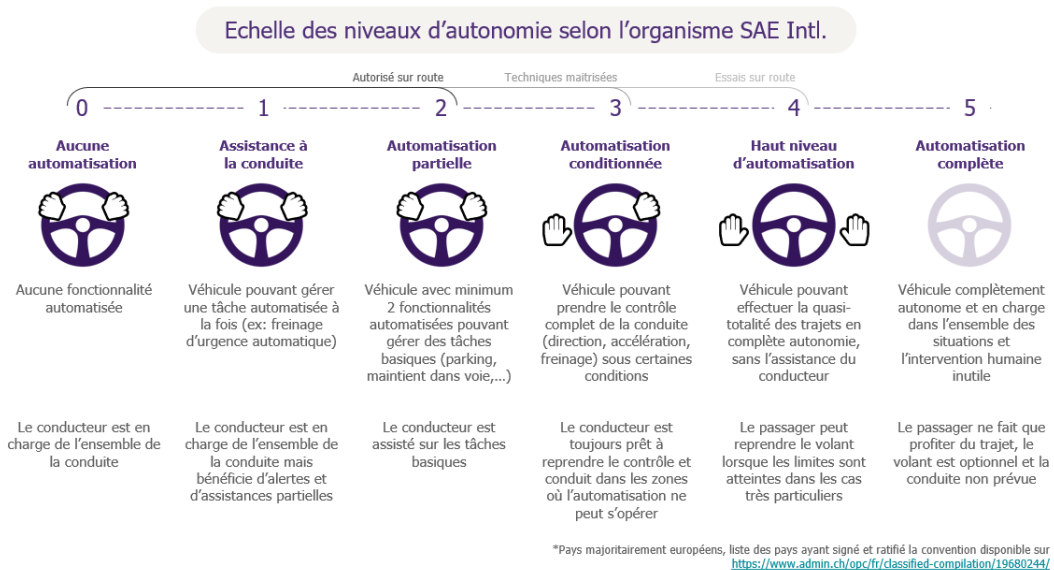 Echelle des niveaux d’autonomie selon l’organisme SAE Intl.
Autorisé sur route
Techniques maitrisées
Essais sur route
0
1
2
3
4
5
Aucune
automatisation
Assistance à
la conduite
Automatisation
partielle
Automatisation
conditionnée
Haut niveau
d’automatisation
Automatisation
complète
Aucune fonctionnalité
automatisée
Véhicule pouvant gérer
une tâche automatisée à
la fois (ex: freinage
d’urgence automatique)
Véhicule avec minimum
2 fonctionnalités
automatisées pouvant
gérer des tâches
basiques (parking,
maintient dans voie,…)
Véhicule pouvant
prendre le contrôle
complet de la conduite
(direction, accélération,
freinage) sous certaines
conditions
Véhicule pouvant
effectuer la quasi-
totalité des trajets en
complète autonomie,
sans l’assistance du
conducteur
Véhicule complètement
autonome et en charge
dans l’ensemble des
situations et
l’intervention humaine
inutile
Le conducteur est en
charge de l’ensemble de
la conduite
Le conducteur est en
charge de l’ensemble de
la conduite mais
bénéficie d’alertes et
d’assistances partielles
Le conducteur est
assisté sur les tâches
basiques
Le conducteur est
toujours prêt à
reprendre le contrôle et
conduit dans les zones
où l’automatisation ne
peut s’opérer
Le passager peut
reprendre le volant
lorsque les limites sont
atteintes dans les cas
très particuliers
Le passager ne fait que
profiter du trajet, le
volant est optionnel et la
conduite non prévue
*Pays majoritairement européens, liste des pays ayant signé et ratifié la convention disponible sur
https://www.admin.ch/opc/fr/classified-compilation/19680244/